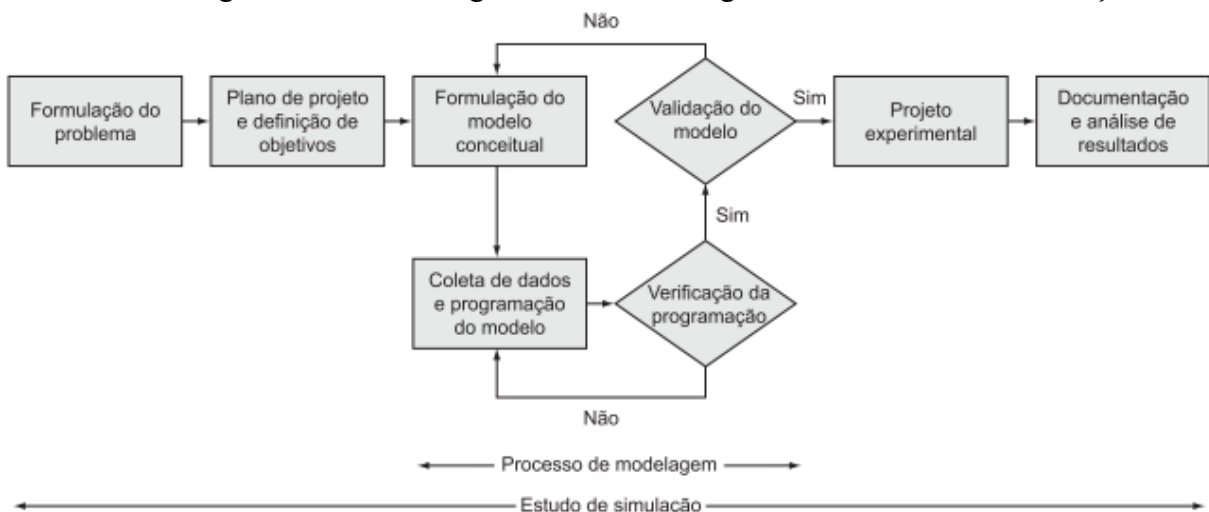 Não
Formulação do
problema
Plano de projeto
e definição de
objetivos
Formulação do
modelo
conceitual
Validação do
modelo
Sim
Projeto
experimental
Documentação
e análise de
resultados
Sim
Coleta de dados
e programação
do modelo
Verificação da
programação
Não
Processo de modelagem
Estudo de simulação